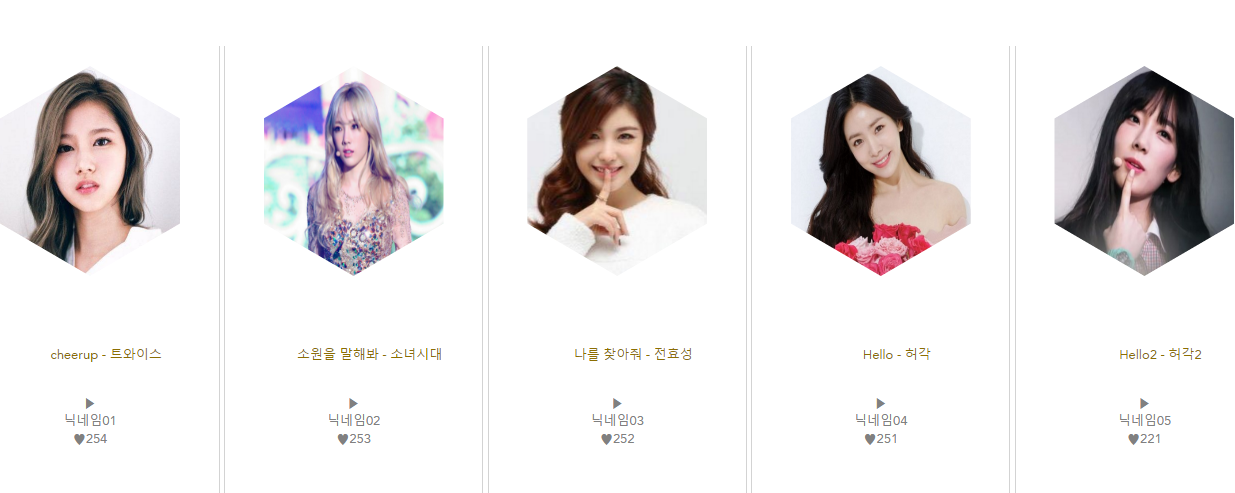 cheerup - 트와이스
▶
닉네임01
♥254
소원을 말해봐 - 소녀시대
▶
닉네임02
♥253
나를 찾아줘 - 전효성
▶
닉네임03
♥252
Hello - 허각
▶
닉네임04
♥251
Hello2 - 허각2
▶
닉네임05
♥221